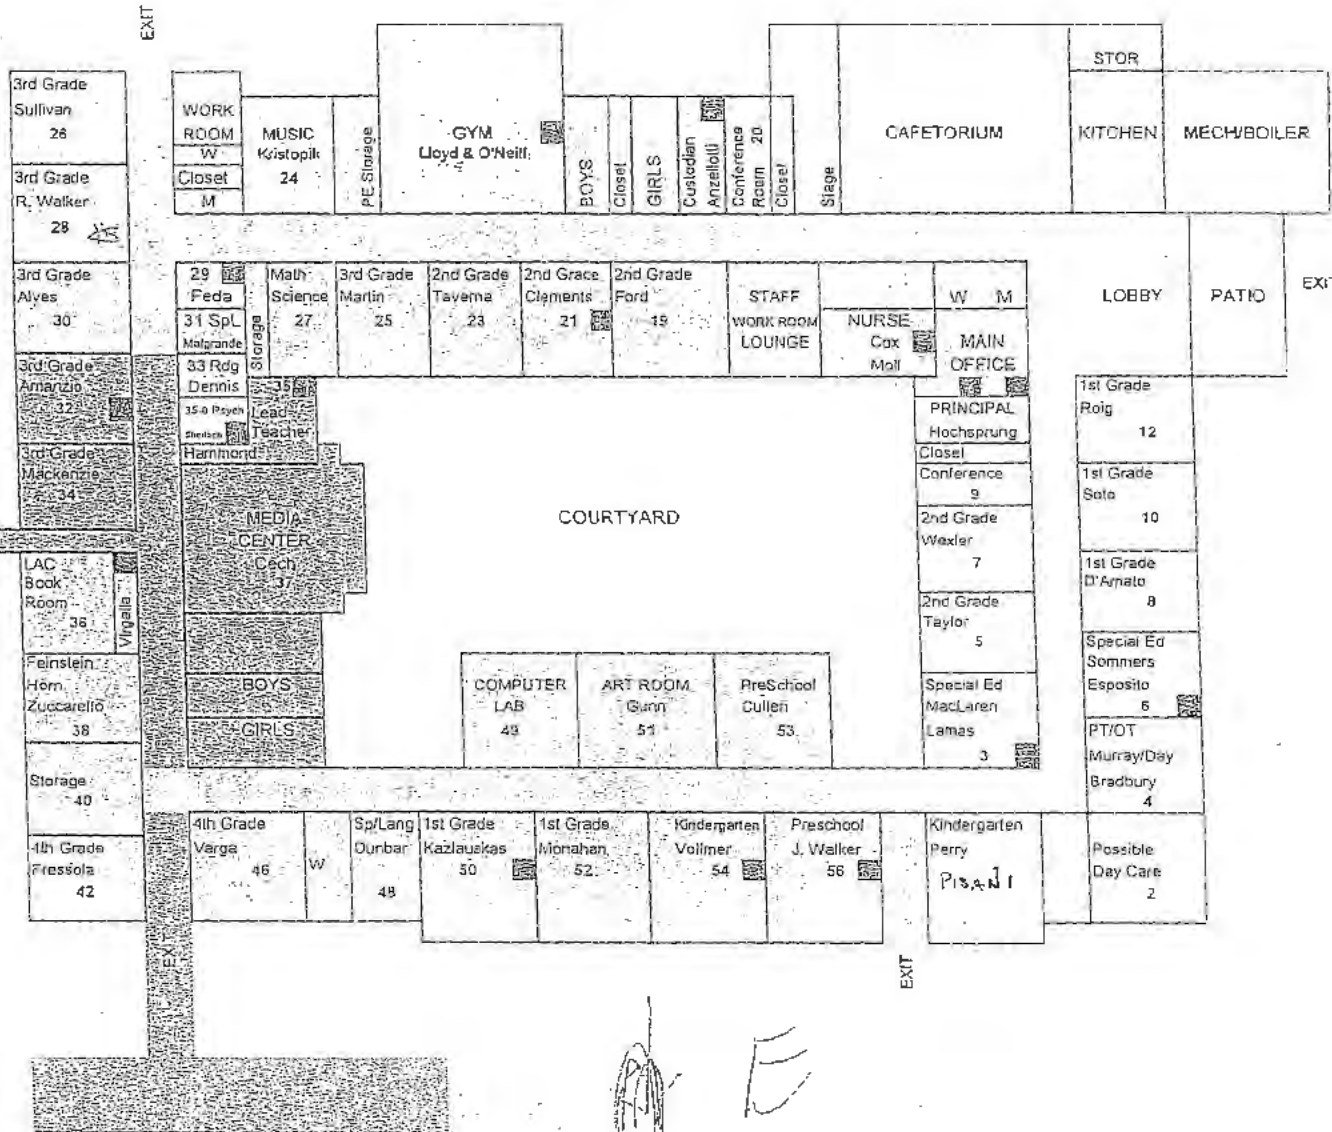 EXIT
3rd Grade
Sullivan
26
WORK
ROOM
W
Closet
M
MUSIC
Kristopik
24
PE Storage
GYM
Lloyd & O'Neill
BOYS
Closet
GIRLS
Custodian
Anzellotti
Conference
Room 20
Closet
Stage
CAFETORIUM
STOR
KITCHEN
MECH/BOILER
3rd Grade
R. Walker
28
3rd Grade
Alves
30
29
Feda
31 SpL
Malgrande
33 Rdg
Dennis
35-0 Psych
Storage
Math
Science
27
3rd Grade
Martin
25
2nd Grade
Taverna
23
2nd Grace
Clements
21
2nd Grade
Ford
19
STAFF
WORK ROOM
LOUNGE
NURSE
Cox
Moll
W M
MAIN
OFFICE
LOBBY
PATIO
EXI
3rd Grade
Amanzio
32
35
Lead
Teacher
Hammond
PRINCIPAL
Hochsprung
Closet
Conference
9
1st Grade
Roig
12
3rd Grade
Mackenzie
34
MEDIA
CENTER
Cech
37
COURTYARD
2nd Grade
Wexler
7
1st Grade
Soto
10
LAC
Book
Room
36
Virgalla
2nd Grade
Taylor
5
1st Grade
D'Amato
8
Feinstein
Horn
Zuccarello
38
BOYS
GIRLS
COMPUTER
LAB
49
ART ROOM
Gunn
51
PreSchool
Cullen
53
Special Ed
MacLaren
Lamas
3
Special Ed
Sommers
Esposito
6
PT/OT
Murray/Day
Bradbury
4
Storage
40
4th Grade
Fressola
42
4th Grade
Varga
46
W
Sp/Lang
Dunbar
48
1st Grade
Kazlauskas
50
1st Grade
Monahan
52
Kindergarten
Vollmer
54
Preschool
J. Walker
56
Kindergarten
Perry
PISANI
Possible
Day Care
2
EXIT
EXIT